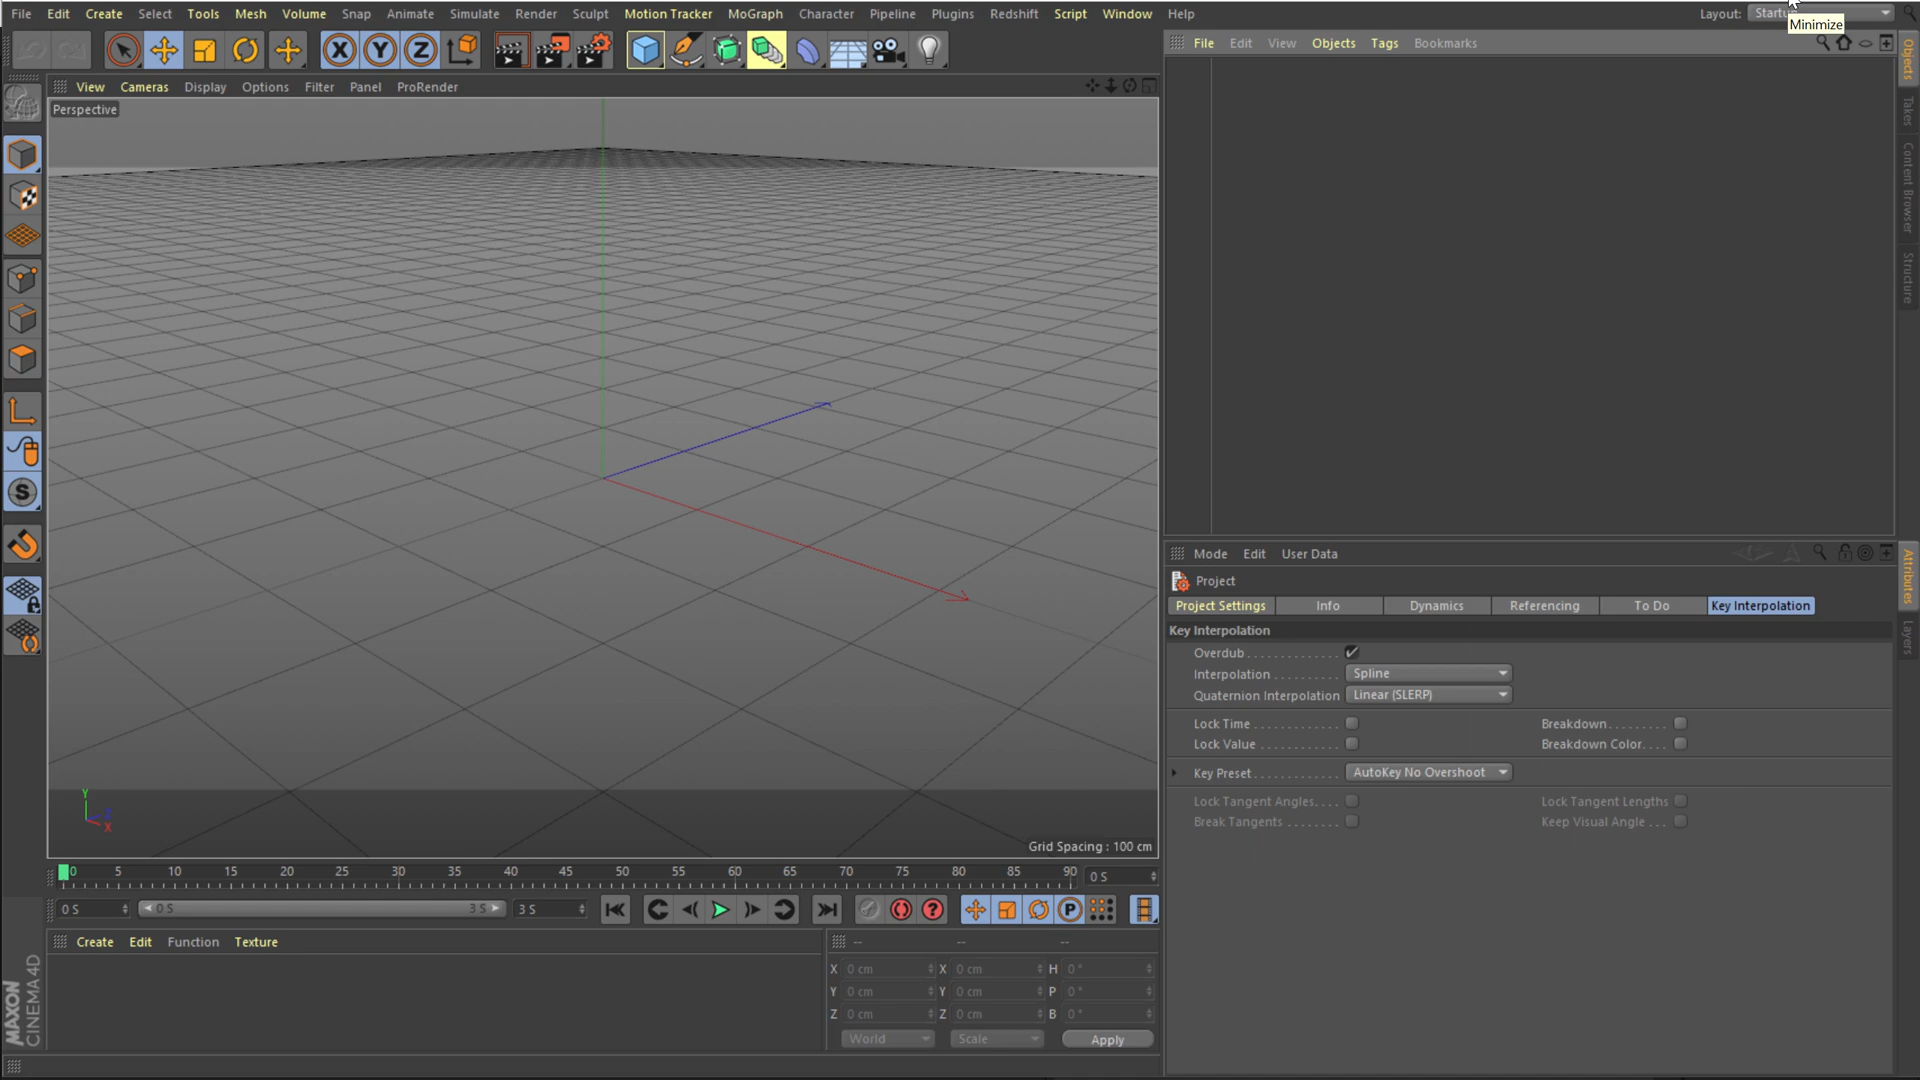 File Edit Create Select Tools Mesh Volume Snap Animate Simulate Render Sculpt Motion Tracker MoGraph Character Pipeline Plugins Redshift Script Window Help
Layout:
Minimize
X Y Z
File Edit View Objects Tags Bookmarks
Objects
Takes
Content Browser
Structure
View Cameras Display Options Filter Panel ProRender
Perspective
S
Y
Z
X
Grid Spacing : 100 cm
Mode Edit User Data
Project
Project Settings Info Dynamics Referencing To Do Key Interpolation
Key Interpolation
Overdub
Interpolation Spline
Quaternion Interpolation Linear (SLERP)
Lock Time Breakdown
Lock Value Breakdown Color
Key Preset AutoKey No Overshoot
Lock Tangent Angles Lock Tangent Lengths
Break Tangents Keep Visual Angle
Attributes
Layers
0 5 10 15 20 25 30 35 40 45 50 55 60 65 70 75 80 85 90 0 S
0 S 0 S 3 S 3 S ? P
Create Edit Function Texture
-- -- --
X 0 cm X 0 cm H 0 °
Y 0 cm Y 0 cm P 0 °
Z 0 cm Z 0 cm B 0 °
World Scale Apply
MAXON
CINEMA 4D